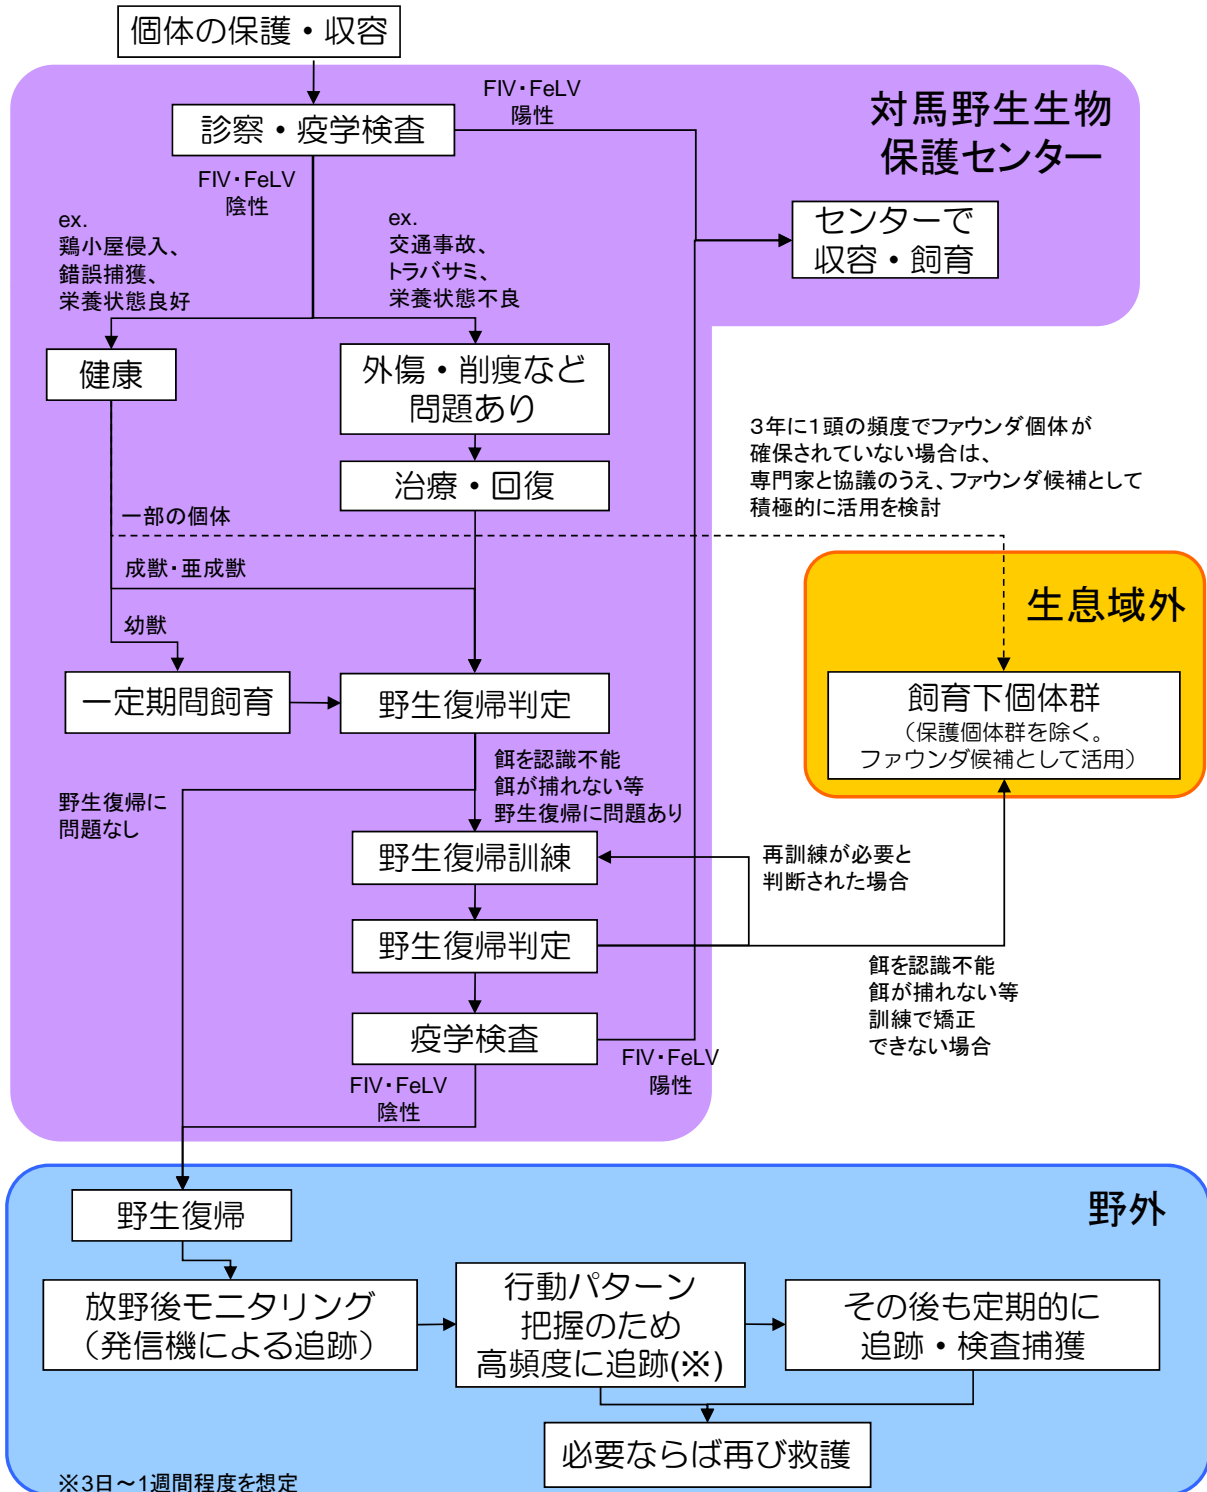 個体の保護・収容
対馬野生生物
保護センター
診察・疫学検査
FIV・FeLV
陽性
FIV・FeLV
陰性
センターで
収容・飼育
ex.
鶏小屋侵入、
錯誤捕獲、
栄養状態良好
ex.
交通事故、
トラバサミ、
栄養状態不良
健康
外傷・削痩など
問題あり
治療・回復
3年に1頭の頻度でファウンダ個体が
確保されていない場合は、
専門家と協議のうえ、ファウンダ候補として
積極的に活用を検討
一部の個体
成獣・亜成獣
幼獣
生息域外
一定期間飼育
野生復帰判定
飼育下個体群
（保護個体群を除く。
ファウンダ候補として活用）
野生復帰に
問題なし
餌を認識不能
餌が捕れない等
野生復帰に問題あり
野生復帰訓練
再訓練が必要と
判断された場合
野生復帰判定
餌を認識不能
餌が捕れない等
訓練で矯正
できない場合
疫学検査
FIV・FeLV
陽性
FIV・FeLV
陰性
野外
野生復帰
放野後モニタリング
（発信機による追跡）
行動パターン
把握のため
高頻度に追跡(※)
その後も定期的に
追跡・検査捕獲
必要ならば再び救護
※3日～1週間程度を想定